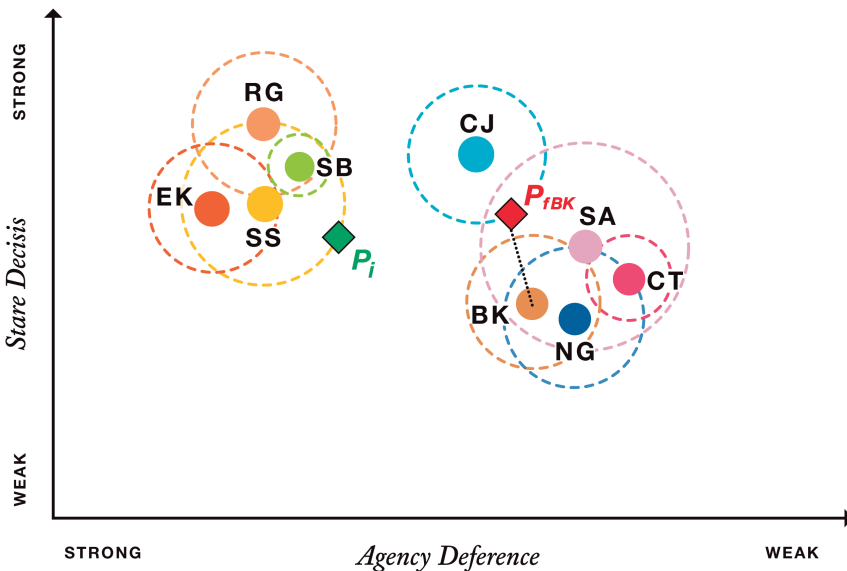 STRONG
RG
CJ
SB
EK
SS
P_fBK
SA
P_i
CT
BK
NG
Stare Decisis
WEAK
STRONG
Agency Deference
WEAK